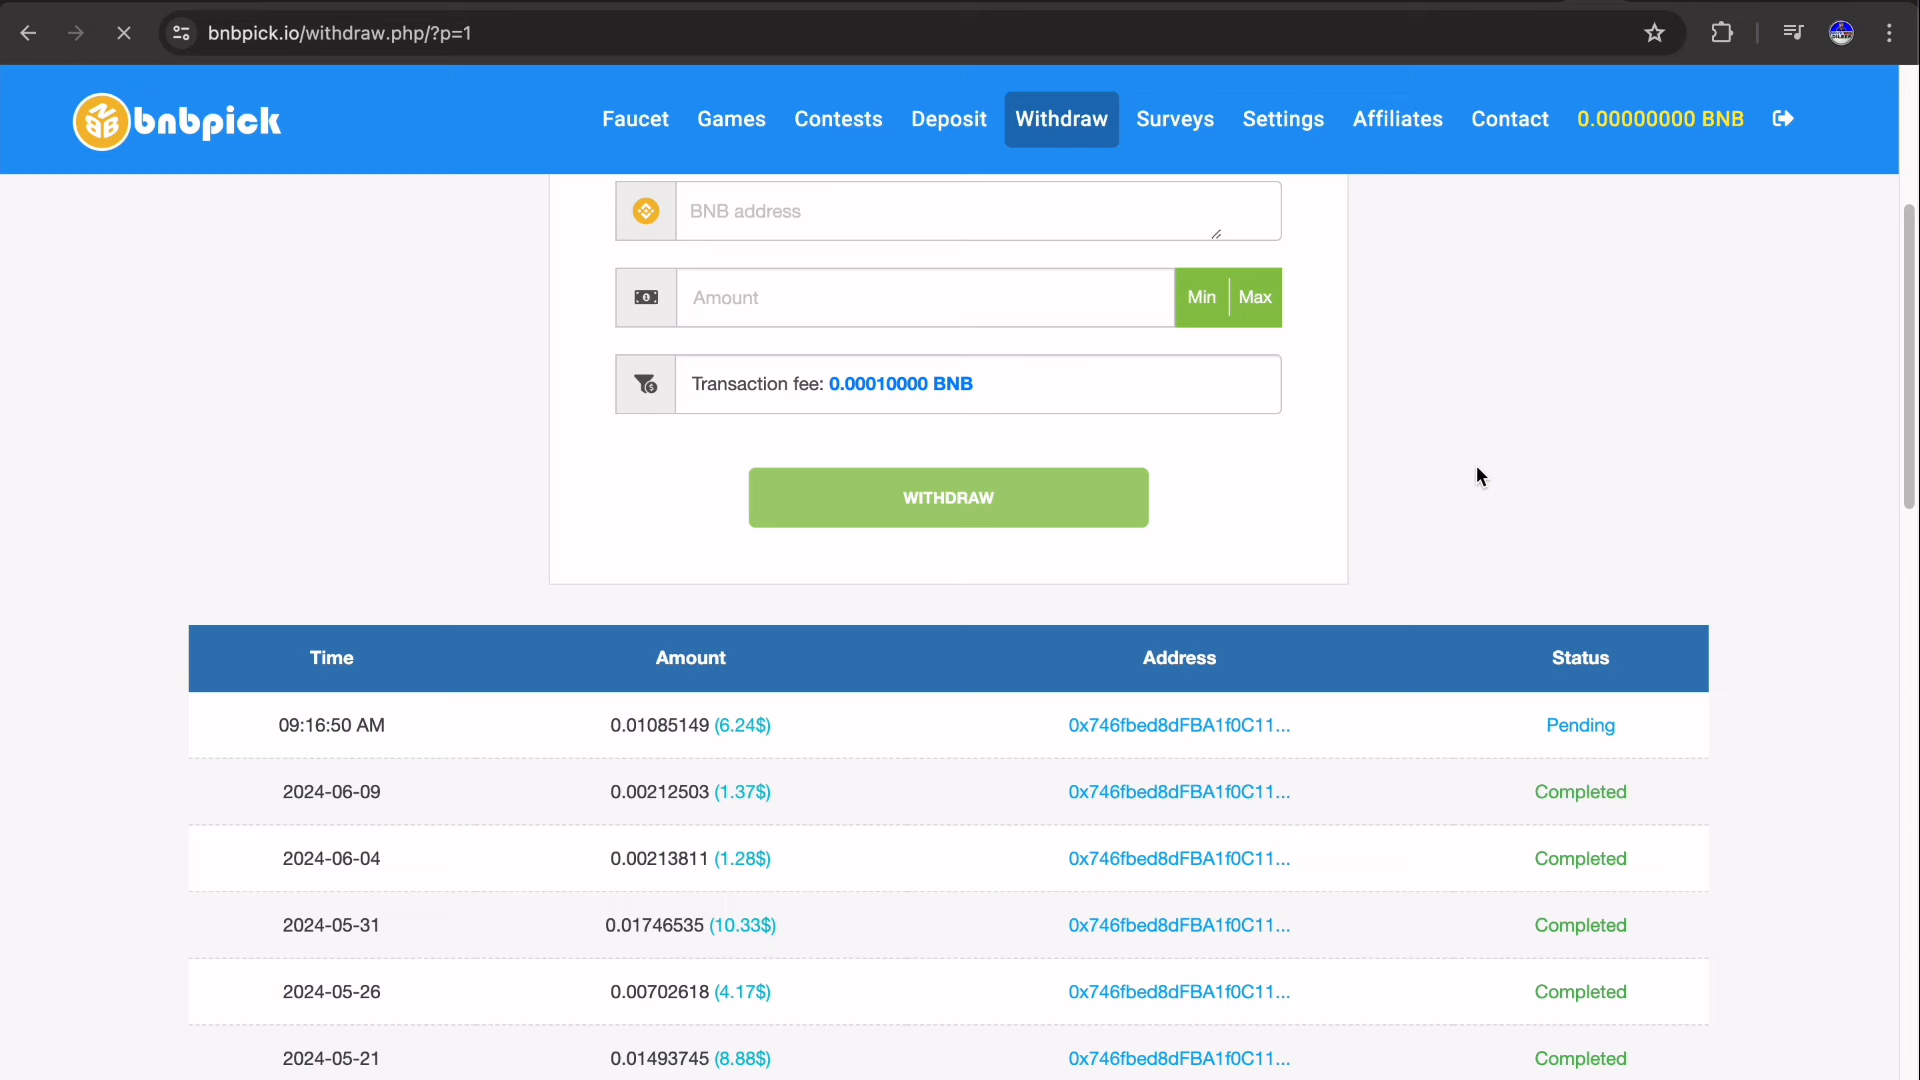 bnbpick.io/withdraw.php/?p=1
bnbpick
Faucet Games Contests Deposit Withdraw Surveys Settings Affiliates Contact 0.00000000 BNB
BNB address
Amount Min Max
Transaction fee: 0.00010000 BNB
WITHDRAW
Time Amount Address Status
09:16:50 AM 0.01085149 (6.24$) 0x746fbed8dFBA1f0C11... Pending
2024-06-09 0.00212503 (1.37$) 0x746fbed8dFBA1f0C11... Completed
2024-06-04 0.00213811 (1.28$) 0x746fbed8dFBA1f0C11... Completed
2024-05-31 0.01746535 (10.33$) 0x746fbed8dFBA1f0C11... Completed
2024-05-26 0.00702618 (4.17$) 0x746fbed8dFBA1f0C11... Completed
2024-05-21 0.01493745 (8.88$) 0x746fbed8dFBA1f0C11... Completed